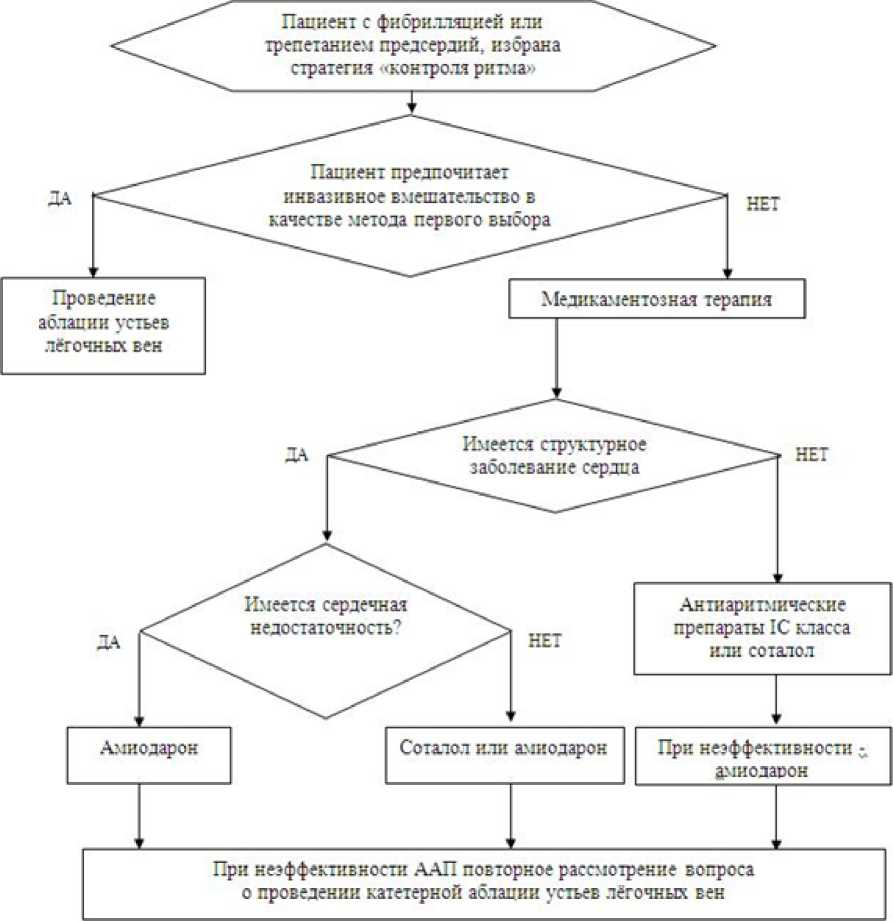 Пациент с фибрилляцией или
трепетанием предсердий, избрана
стратегия «контроля ритма»
Пациент предпочитает
инвазивное вмешательство в
качестве метода первого выбора
ДА
НЕТ
Проведение
аблации устьев
лёгочных вен
Медикаментозная терапия
Имеется структурное
заболевание сердца
ДА
НЕТ
Имеется сердечная
недостаточность?
ДА
НЕТ
Антиаритмические
препараты IC класса
или соталол
Амиодарон
Соталол или амиодарон
При неэффективности -
амиодарон
При неэффективности ААП повторное рассмотрение вопроса
о проведении катетерной аблации устьев лёгочных вен